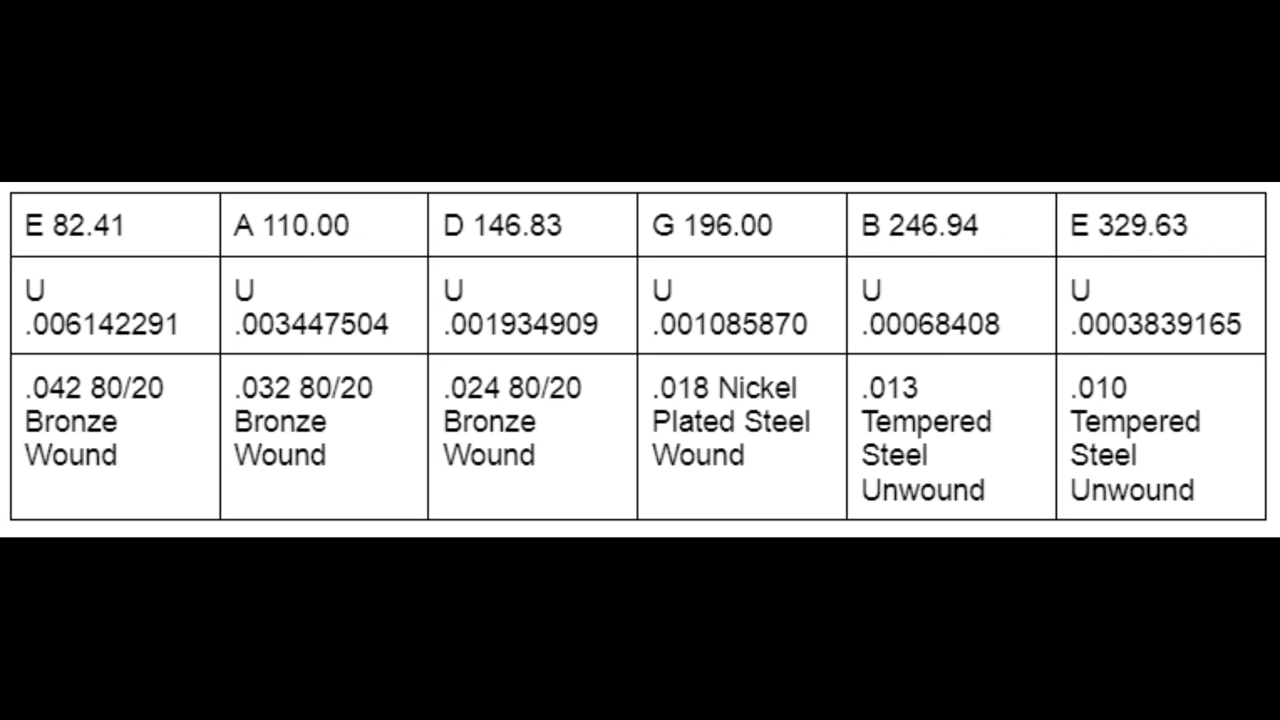 E 82.41
A 110.00
D 146.83
G 196.00
B 246.94
E 329.63
U
.006142291
U
.003447504
U
.001934909
U
.001085870
U
.00068408
U
.0003839165
.042 80/20
Bronze
Wound
.032 80/20
Bronze
Wound
.024 80/20
Bronze
Wound
.018 Nickel
Plated Steel
Wound
.013
Tempered
Steel
Unwound
.010
Tempered
Steel
Unwound